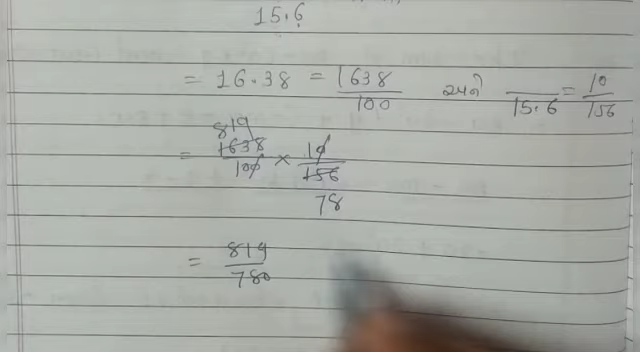 15.6
= 16.38 = 1638/100 અને /15.6 = 10/156
819
= 1638/100 × 10/156
78
= 819/780